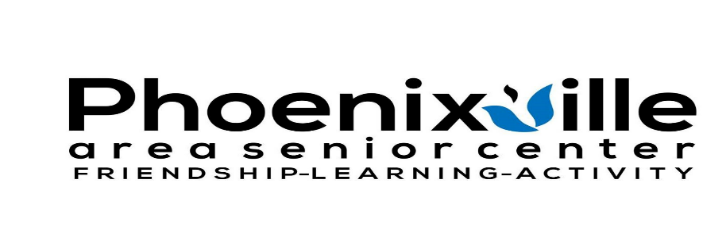 Phoenixville
area senior center
FRIENDSHIP-LEARNING-ACTIVITY